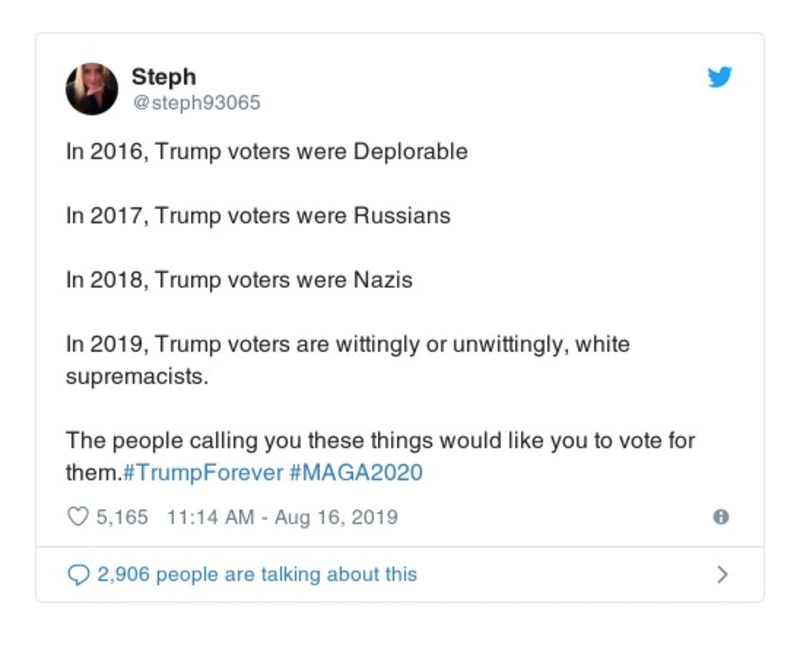 Steph
@steph93065
In 2016, Trump voters were Deplorable
In 2017, Trump voters were Russians
In 2018, Trump voters were Nazis
In 2019, Trump voters are wittingly or unwittingly, white
supremacists.
The people calling you these things would like you to vote for
them.#TrumpForever #MAGA2020
5,165 11:14 AM - Aug 16, 2019
2,906 people are talking about this